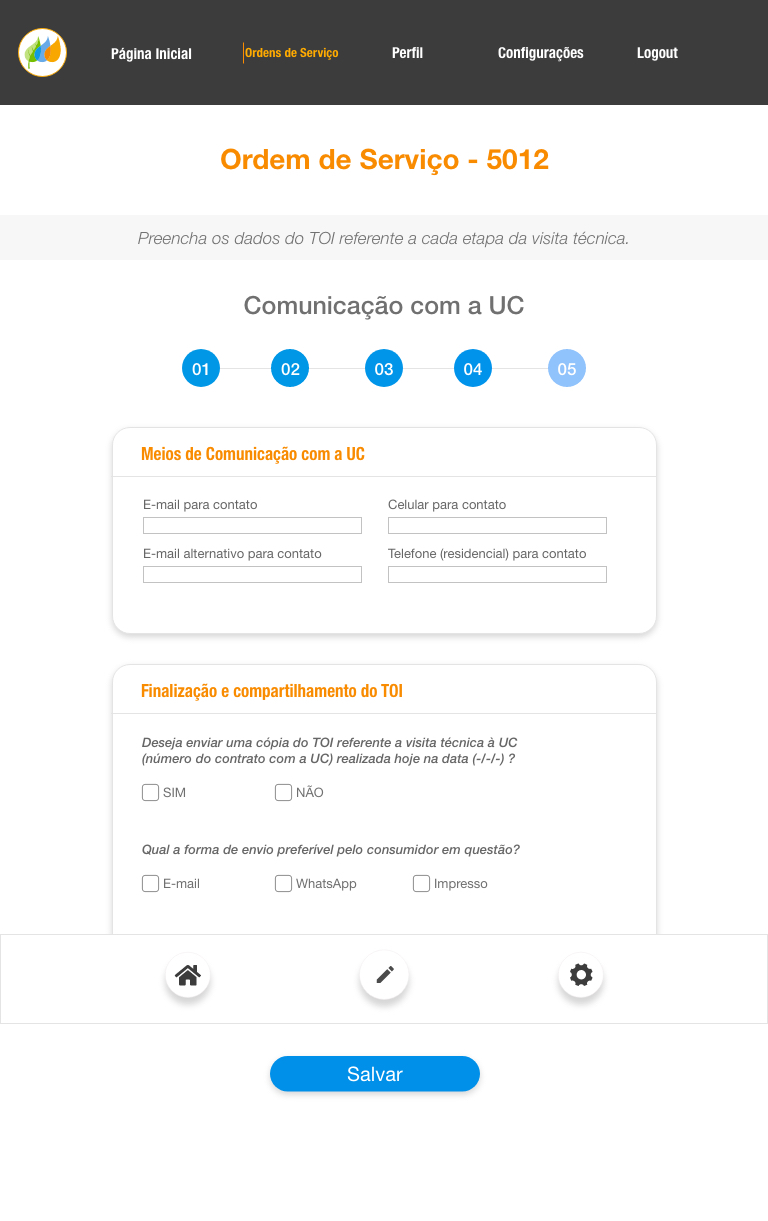 Página Inicial
Ordens de Serviço
Perfil
Configurações
Logout
Ordem de Serviço - 5012
Preencha os dados do TOI referente a cada etapa da visita técnica.
Comunicação com a UC
01
02
03
04
05
Meios de Comunicação com a UC
E-mail para contato
Celular para contato
E-mail alternativo para contato
Telefone (residencial) para contato
Finalização e compartilhamento do TOI
Deseja enviar uma cópia do TOI referente a visita técnica à UC
(número do contrato com a UC) realizada hoje na data (-/-/-) ?
SIM
NÃO
Qual a forma de envio preferível pelo consumidor em questão?
E-mail
WhatsApp
Impresso
Salvar